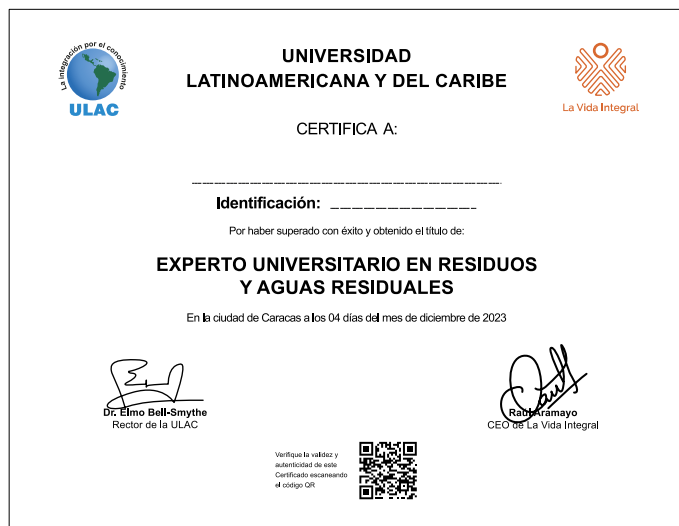 La integración por el conocimiento
ULAC
UNIVERSIDAD
LATINOAMERICANA Y DEL CARIBE
La Vida Integral
CERTIFICA A:
Identificación:
Por haber superado con éxito y obtenido el título de:
EXPERTO UNIVERSITARIO EN RESIDUOS
Y AGUAS RESIDUALES
En la ciudad de Caracas a los 04 días del mes de diciembre de 2023
Dr. Elmo Bell-Smythe
Rector de la ULAC
Raul Aramayo
CEO de La Vida Integral
Verifique la validez y
autenticidad de este
Certificado escaneando
el código QR